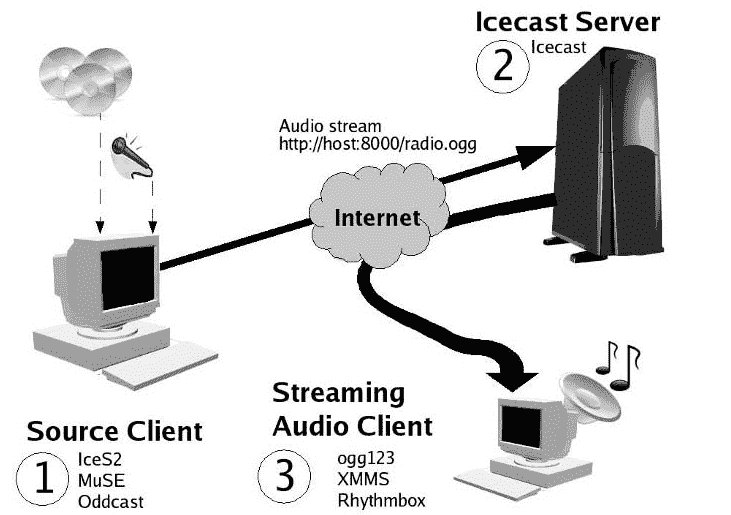 Icecast Server
2
Icecast
Audio stream
http://host:8000/radio.ogg
Internet
Source Client
1
IceS2
MuSE
Oddcast
Streaming
Audio Client
3
ogg123
XMMS
Rhythmbox